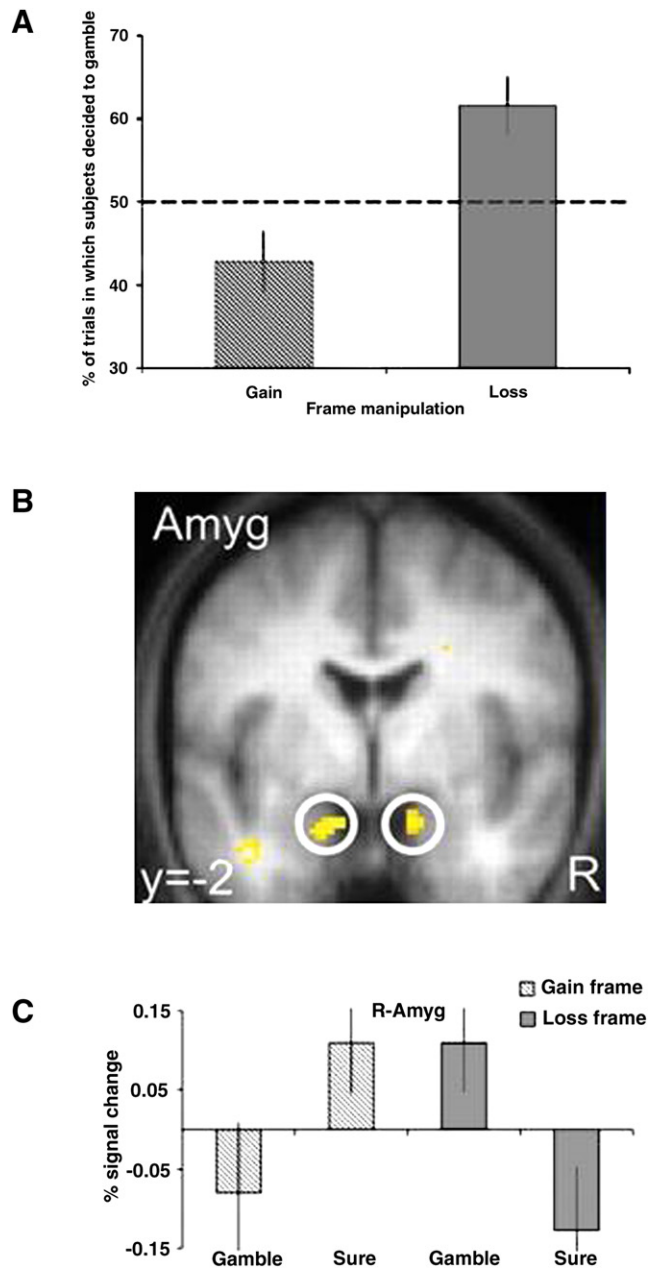 A
% of trials in which subjects decided to gamble
70
60
50
40
30
Gain
Loss
Frame manipulation
B
Amyg
y=-2
R
C
Gain frame
Loss frame
R-Amyg
% signal change
0.15
0.05
-0.05
-0.15
Gamble
Sure
Gamble
Sure